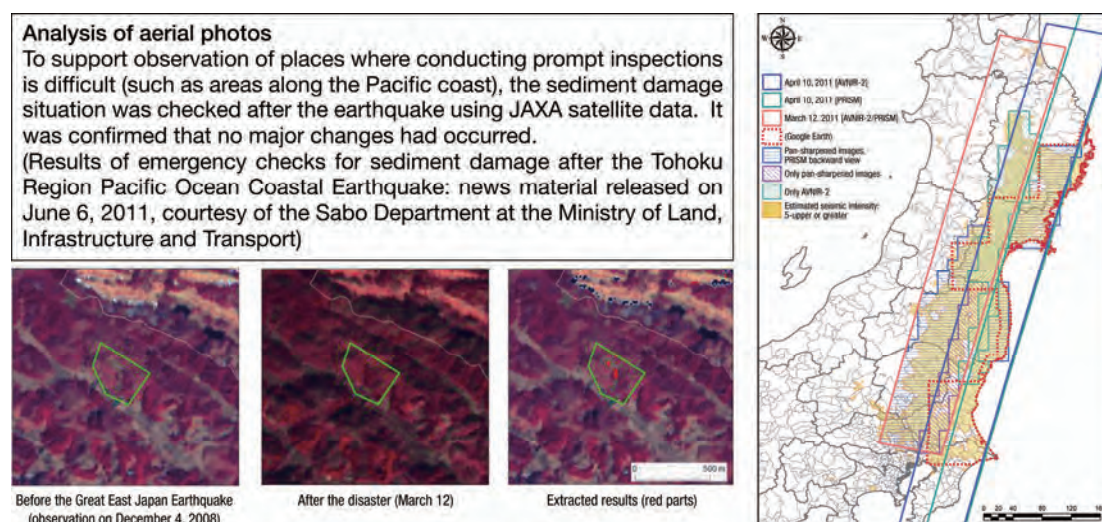 Analysis of aerial photos
To support observation of places where conducting prompt inspections
is difficult (such as areas along the Pacific coast), the sediment damage
situation was checked after the earthquake using JAXA satellite data. It
was confirmed that no major changes had occurred.
(Results of emergency checks for sediment damage after the Tohoku
Region Pacific Ocean Coastal Earthquake: news material released on
June 6, 2011, courtesy of the Sabo Department at the Ministry of Land,
Infrastructure and Transport)
0 500 m
Before the Great East Japan Earthquake
(observation on December 4, 2008)
After the disaster (March 12)
Extracted results (red parts)
N
W E
S
April 10, 2011 [AVNIR-2]
April 10, 2011 [PRISM]
March 12, 2011 [AVNIR-2/PRISM]
(Google Earth)
Pan-sharpened images,
PRISM backward view
Only pan-sharpened images
Only AVNIR-2
Estimated seismic intensity:
5-upper or greater
0 20 40 80 120 160